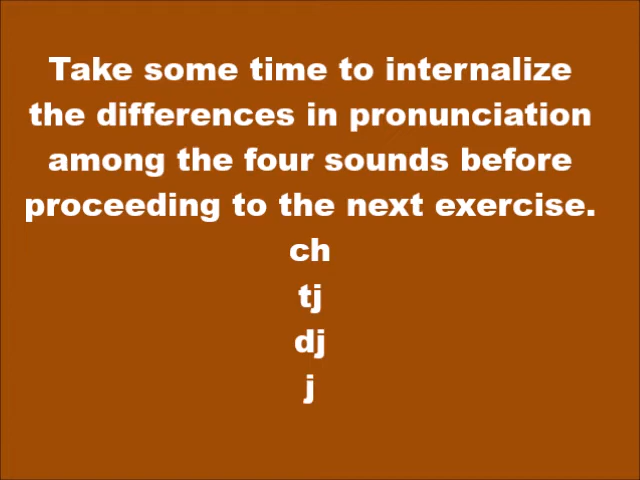 Take some time to internalize
the differences in pronunciation
among the four sounds before
proceeding to the next exercise.
ch
tj
dj
j